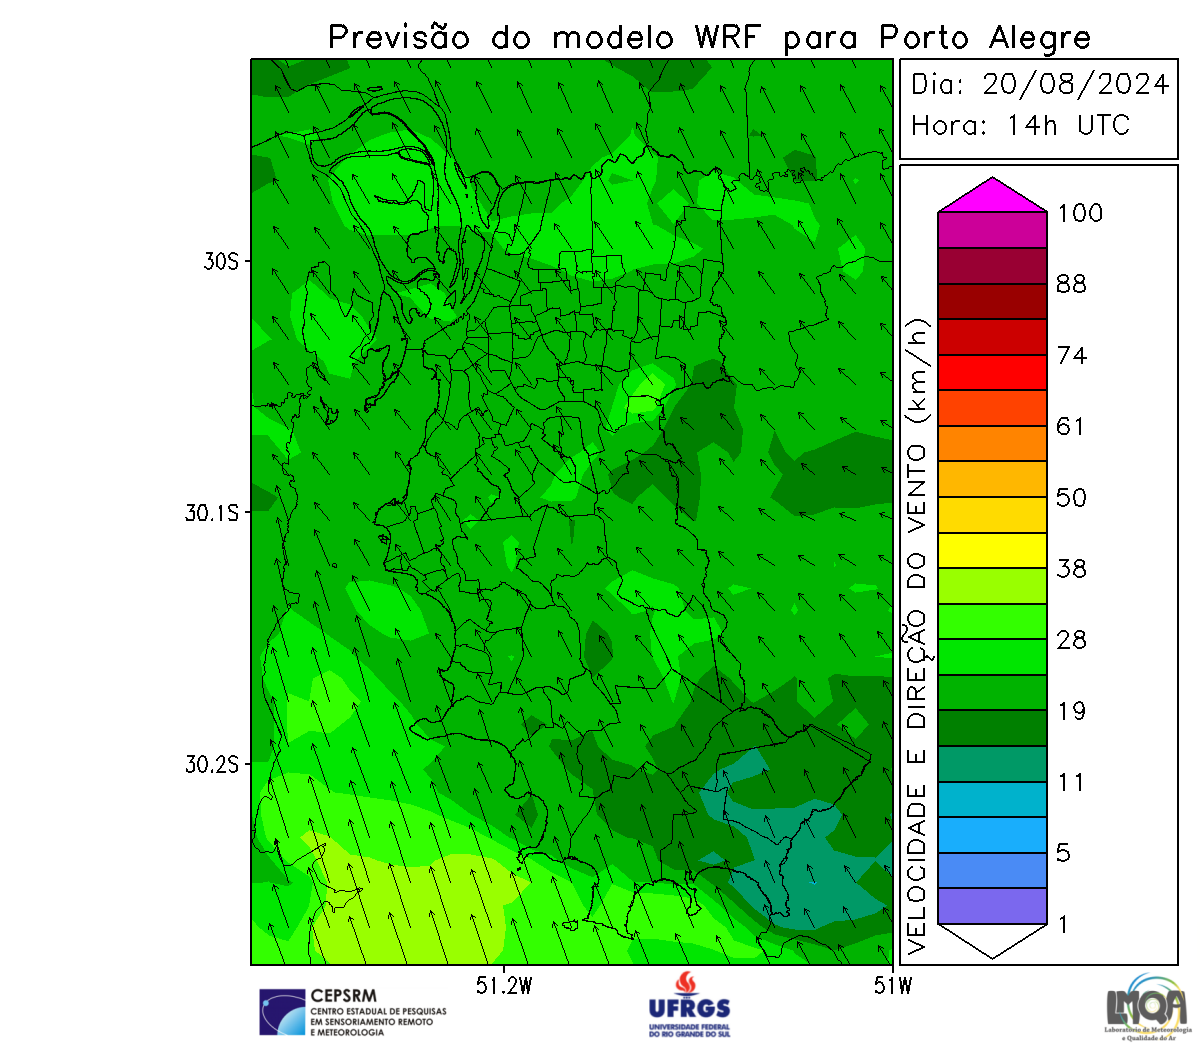 Previsão do modelo WRF para Porto Alegre
Dia: 20/08/2024
Hora: 14h UTC
30S
30.1S
30.2S
51.2W
51W
VELOCIDADE E DIREÇÃO DO VENTO (km/h)
100
88
74
61
50
38
28
19
11
5
1
CEPSRM
CENTRO ESTADUAL DE PESQUISAS
EM SENSORIAMENTO REMOTO
E METEOROLOGIA
UFRGS
UNIVERSIDADE FEDERAL
DO RIO GRANDE DO SUL
LMQA
Laboratório de Meteorologia
e Qualidade do Ar